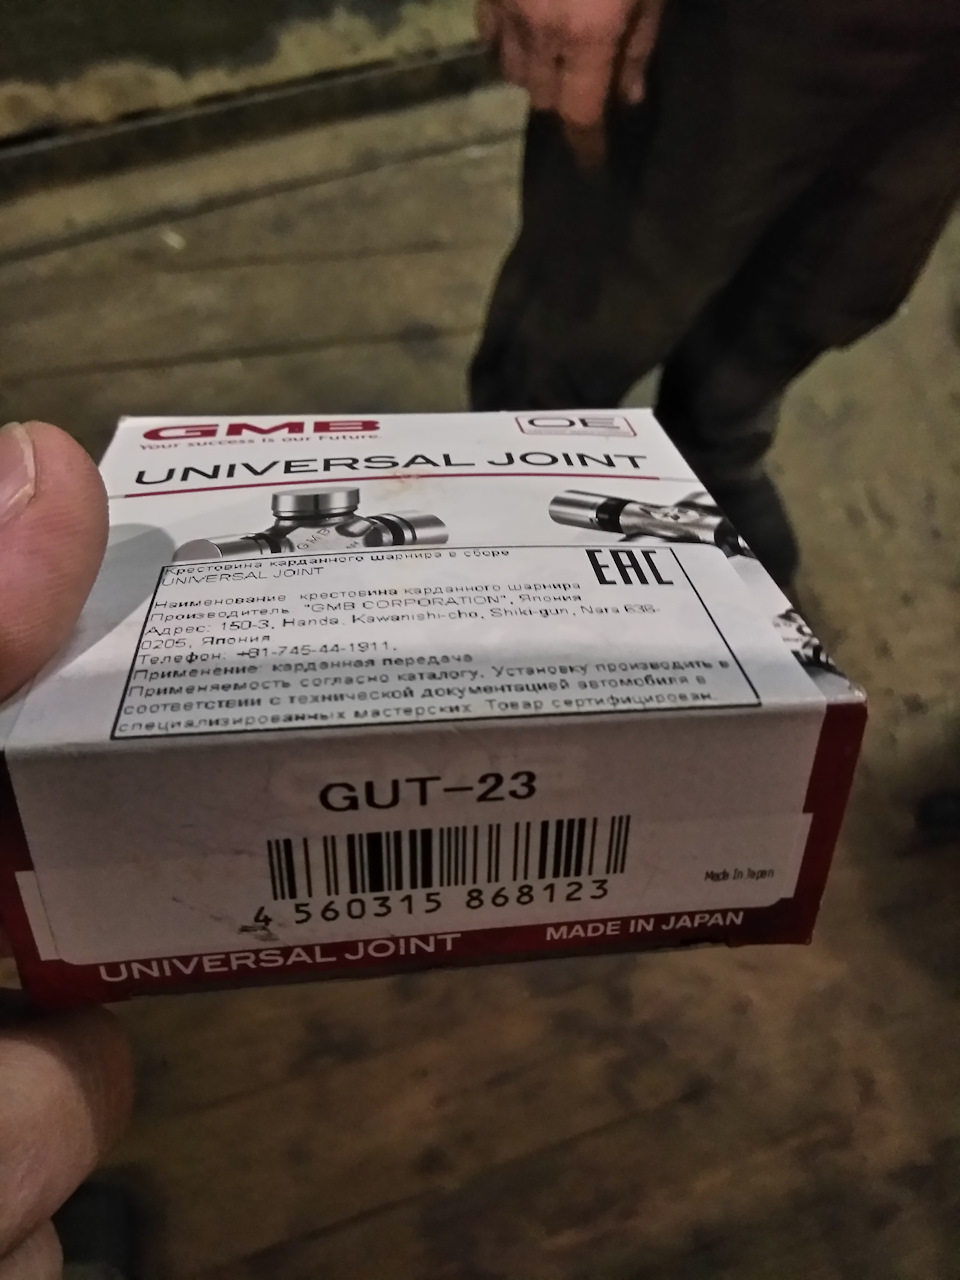 GMB
Your success is our Future.
OE
UNIVERSAL JOINT
GMB
Крестовина карданного шарнира в сборе
UNIVERSAL JOINT
EAC
Наименование крестовина карданного шарнира
Производитель "GMB CORPORATION", Япония
Адрес: 150-3, Handa, Kawanishi-cho, Shiki-gun, Nara 636-
0205, Япония
Телефон: +81-745-44-1911.
Применение: карданная передача
Применяемость согласно каталогу. Установку производить в
соответствии с технической документацией автомобиля в
специализированных мастерских. Товар сертифицирован.
GUT-23
4 560315 868123
Made In Japan
UNIVERSAL JOINT
MADE IN JAPAN